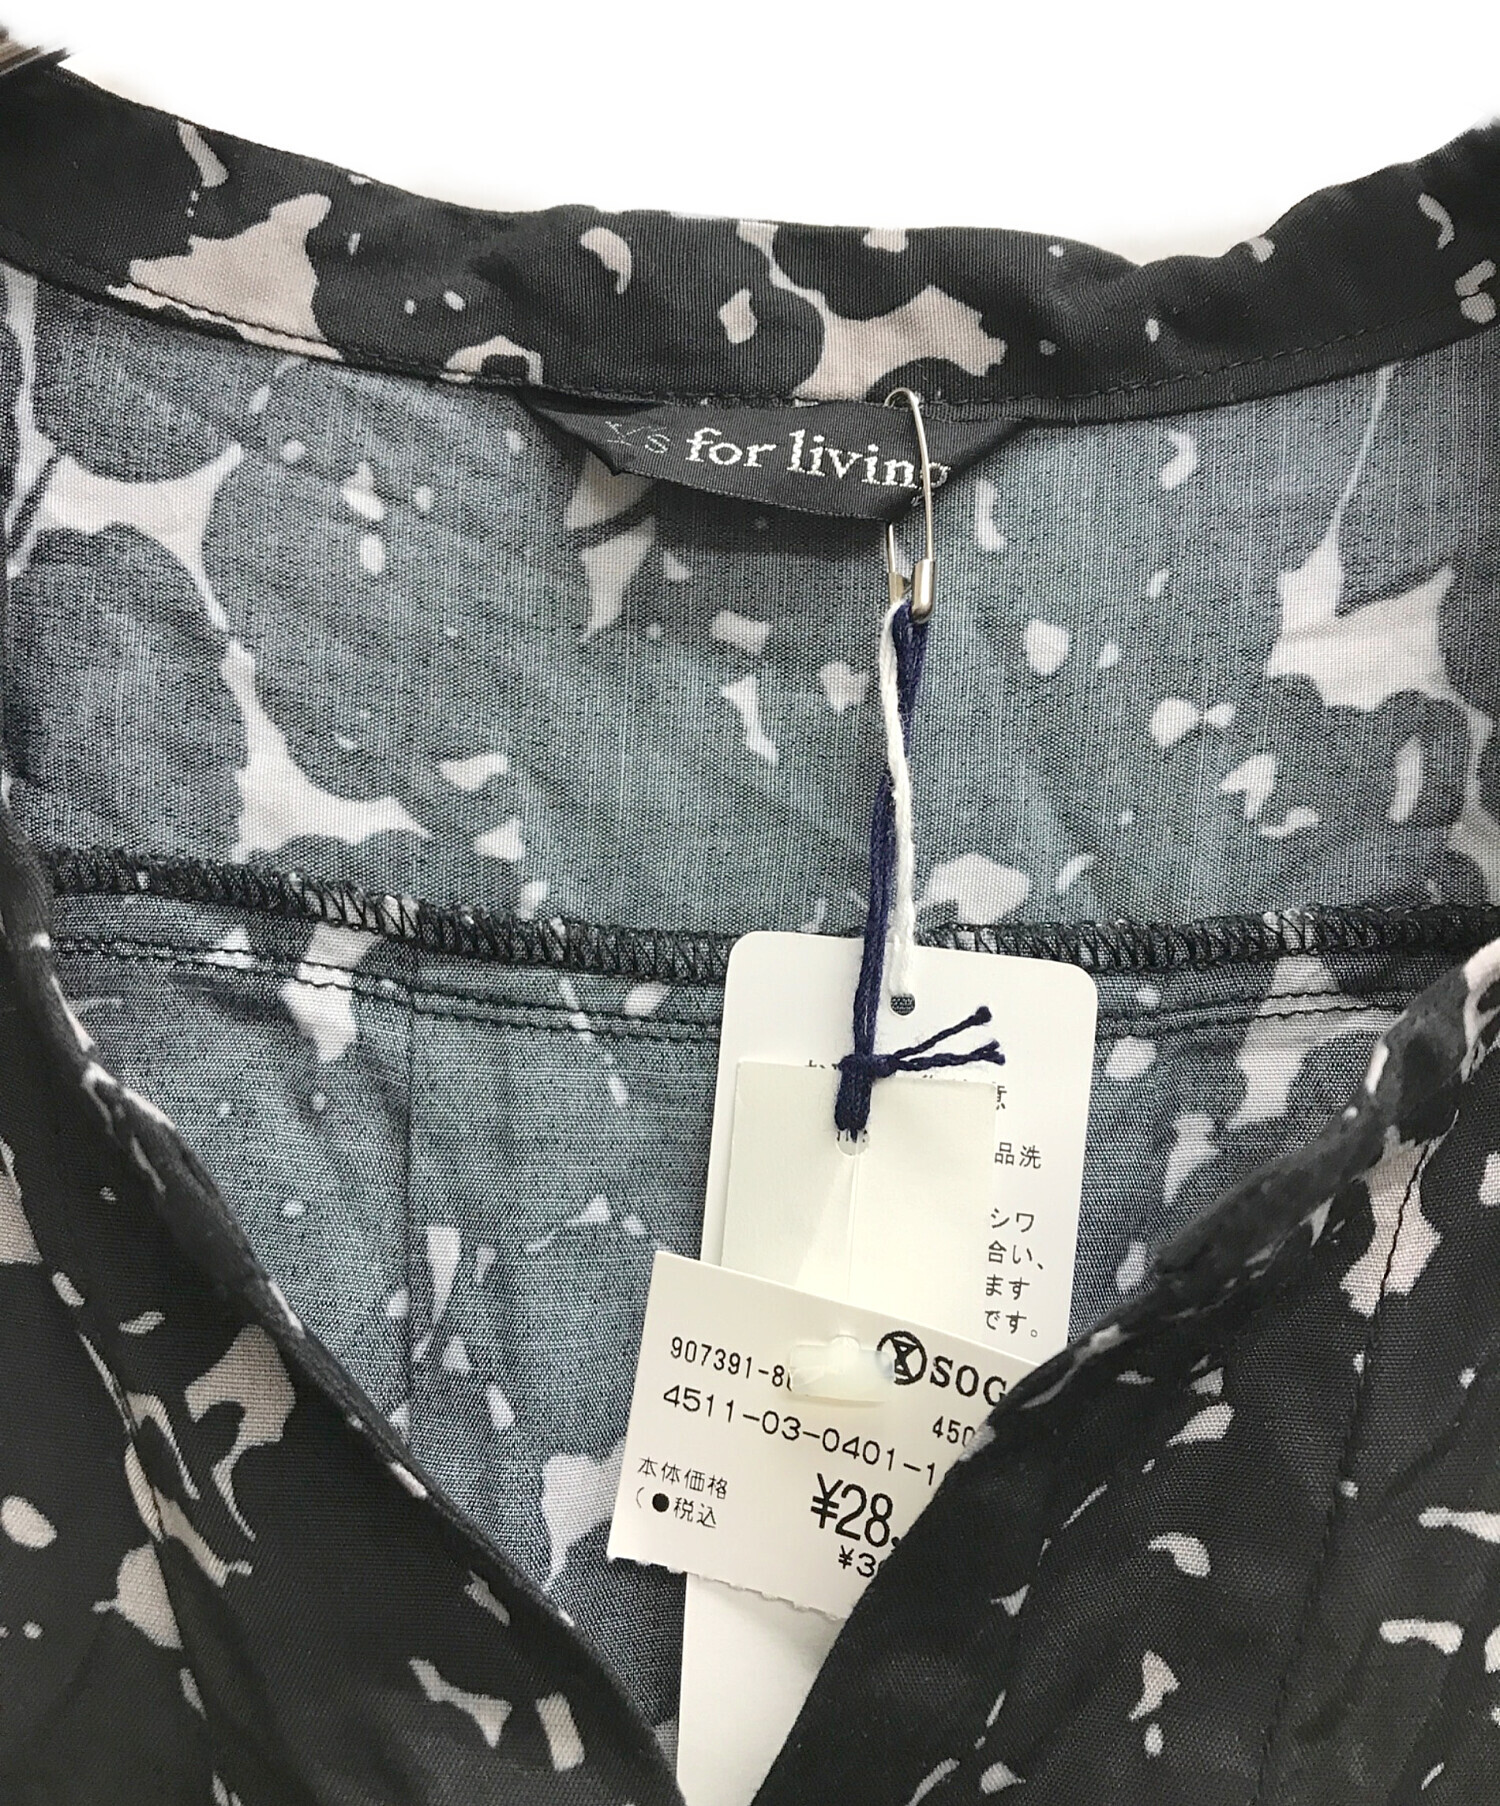 Y's for living
意
品洗
シワ
合い、
ます
です。
907391-8
SOG
4511-03-0401-1
450
本体価格
(●税込
¥28,
¥3